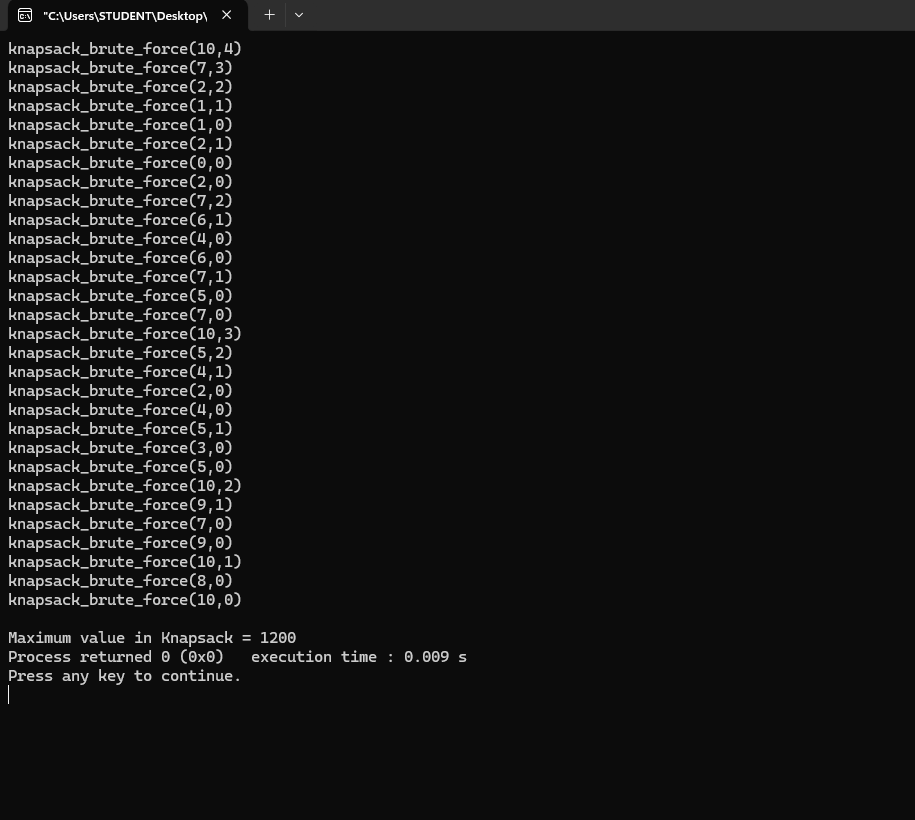 "C:\Users\STUDENT\Desktop\
knapsack_brute_force(10,4)
knapsack_brute_force(7,3)
knapsack_brute_force(2,2)
knapsack_brute_force(1,1)
knapsack_brute_force(1,0)
knapsack_brute_force(2,1)
knapsack_brute_force(0,0)
knapsack_brute_force(2,0)
knapsack_brute_force(7,2)
knapsack_brute_force(6,1)
knapsack_brute_force(4,0)
knapsack_brute_force(6,0)
knapsack_brute_force(7,1)
knapsack_brute_force(5,0)
knapsack_brute_force(7,0)
knapsack_brute_force(10,3)
knapsack_brute_force(5,2)
knapsack_brute_force(4,1)
knapsack_brute_force(2,0)
knapsack_brute_force(4,0)
knapsack_brute_force(5,1)
knapsack_brute_force(3,0)
knapsack_brute_force(5,0)
knapsack_brute_force(10,2)
knapsack_brute_force(9,1)
knapsack_brute_force(7,0)
knapsack_brute_force(9,0)
knapsack_brute_force(10,1)
knapsack_brute_force(8,0)
knapsack_brute_force(10,0)
Maximum value in Knapsack = 1200
Process returned 0 (0x0)   execution time : 0.009 s
Press any key to continue.